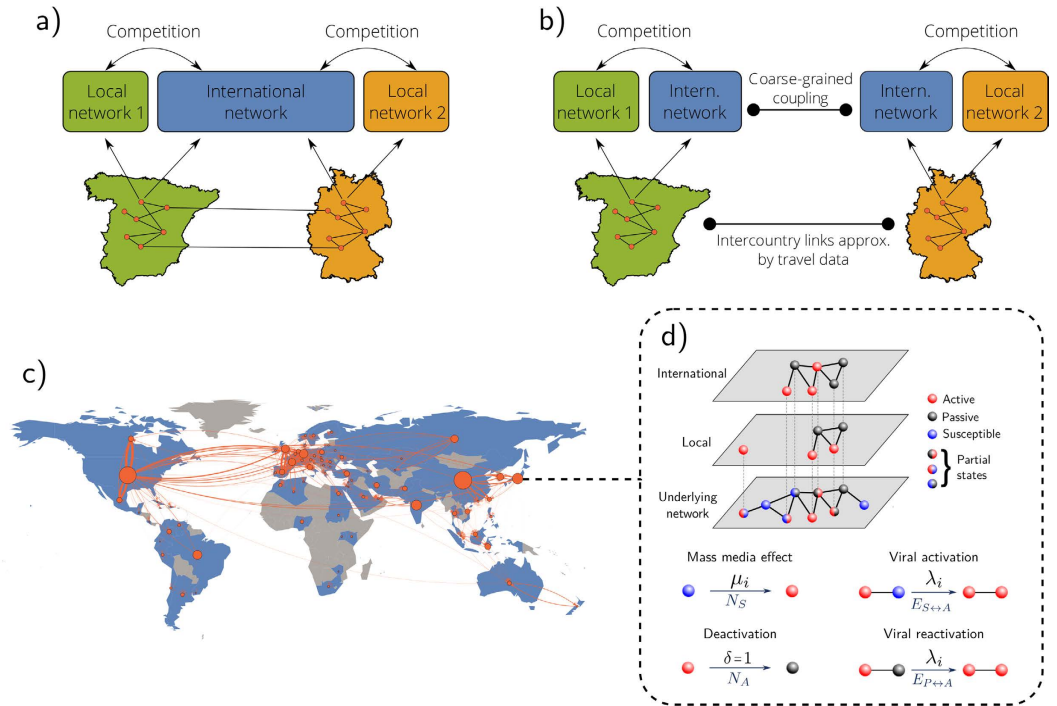 a)
Competition
Competition
Local
network 1
International
network
Local
network 2
b)
Competition
Competition
Local
network 1
Intern.
network
Coarse-grained
coupling
Intern.
network
Local
network 2
Intercountry links approx.
by travel data
c)
d)
International
Local
Underlying
network
Active
Passive
Susceptible
Partial
states
Mass media effect
μi
NS
Viral activation
λi
ES↔A
Deactivation
δ=1
NA
Viral reactivation
λi
EP↔A